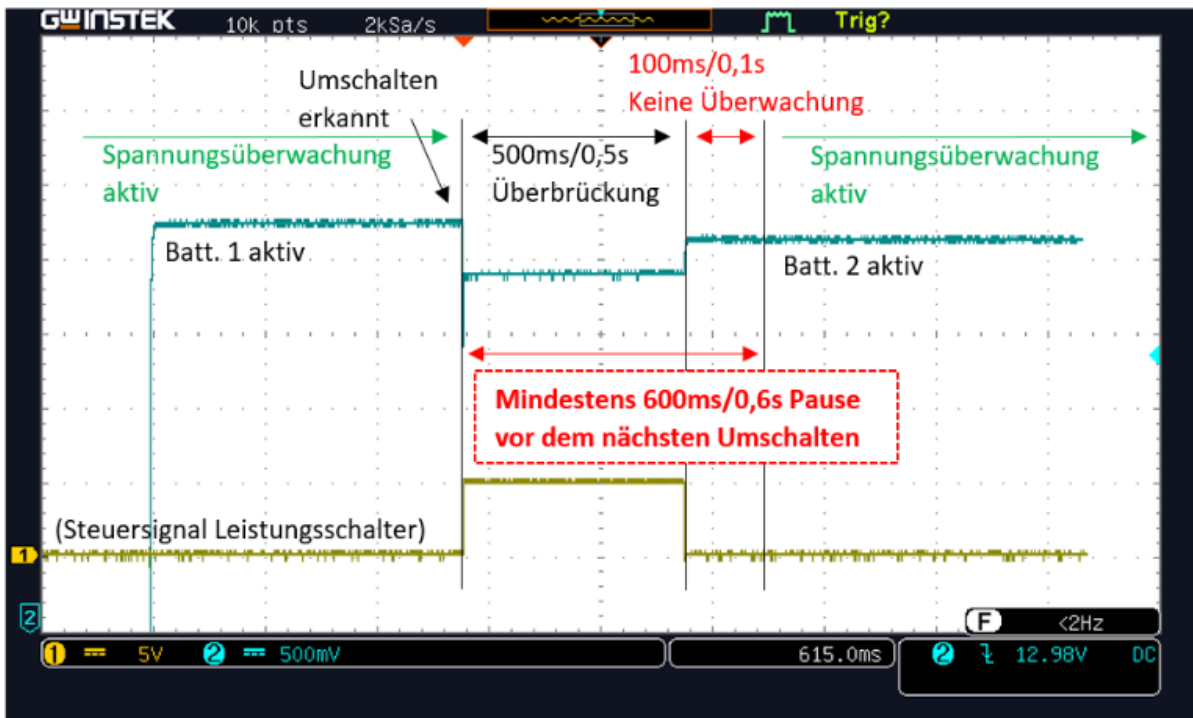 GWINSTEK 10k pts 2kSa/s Trig?
100ms/0,1s
Keine Überwachung
Umschalten
erkannt
Spannungsüberwachung
aktiv
500ms/0,5s
Überbrückung
Spannungsüberwachung
aktiv
Batt. 1 aktiv
Batt. 2 aktiv
Mindestens 600ms/0,6s Pause
vor dem nächsten Umschalten
(Steuersignal Leistungsschalter)
1
2
F <2Hz
1 5V 2 500mV 615.0ms 2 12.98V DC